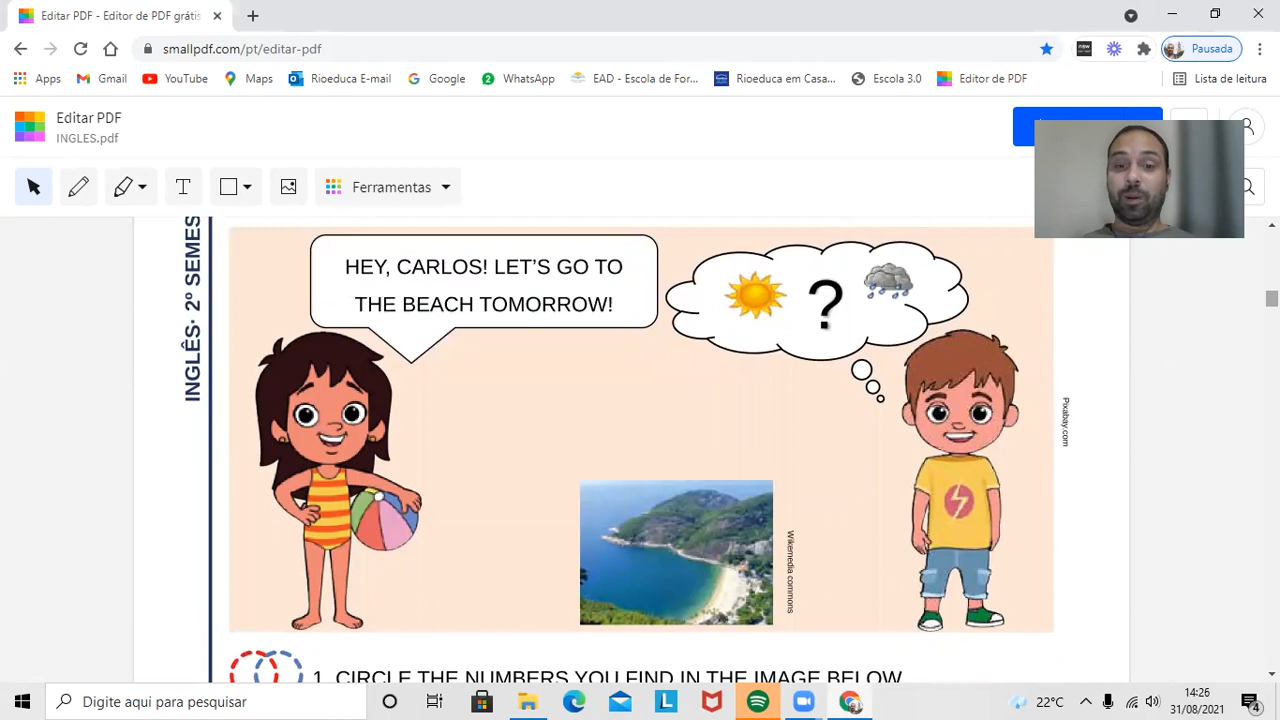 Editar PDF - Editor de PDF grátis
smallpdf.com/pt/editar-pdf
Pausada
Apps
Gmail
YouTube
Maps
Rioeduca E-mail
Google
2 WhatsApp
EAD - Escola de For...
Rioeduca em Casa...
Escola 3.0
Editor de PDF
Lista de leitura
Editar PDF
INGLES.pdf
T
Ferramentas
INGLÊS· 2º SEMES
HEY, CARLOS! LET'S GO TO
THE BEACH TOMORROW!
?
Pixabay.com
Wikemedia commons
1. CIRCLE THE NUMBERS YOU FIND IN THE IMAGE BELOW
Digite aqui para pesquisar
L
22°C
14:26
31/08/2021
4